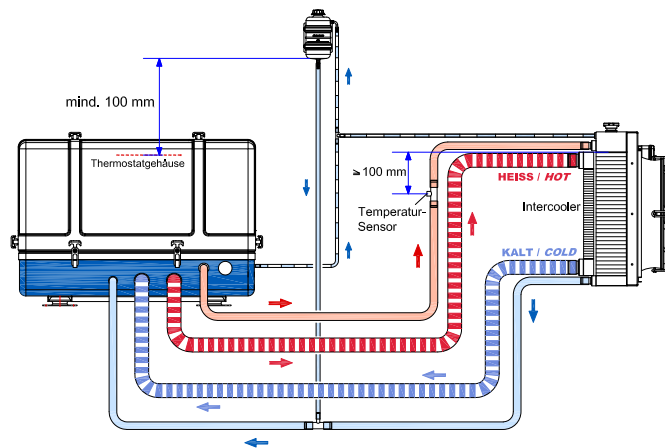 mind. 100 mm
Thermostatgehäuse
≥ 100 mm
HEISS / HOT
Temperatur-
Sensor
Intercooler
KALT / COLD